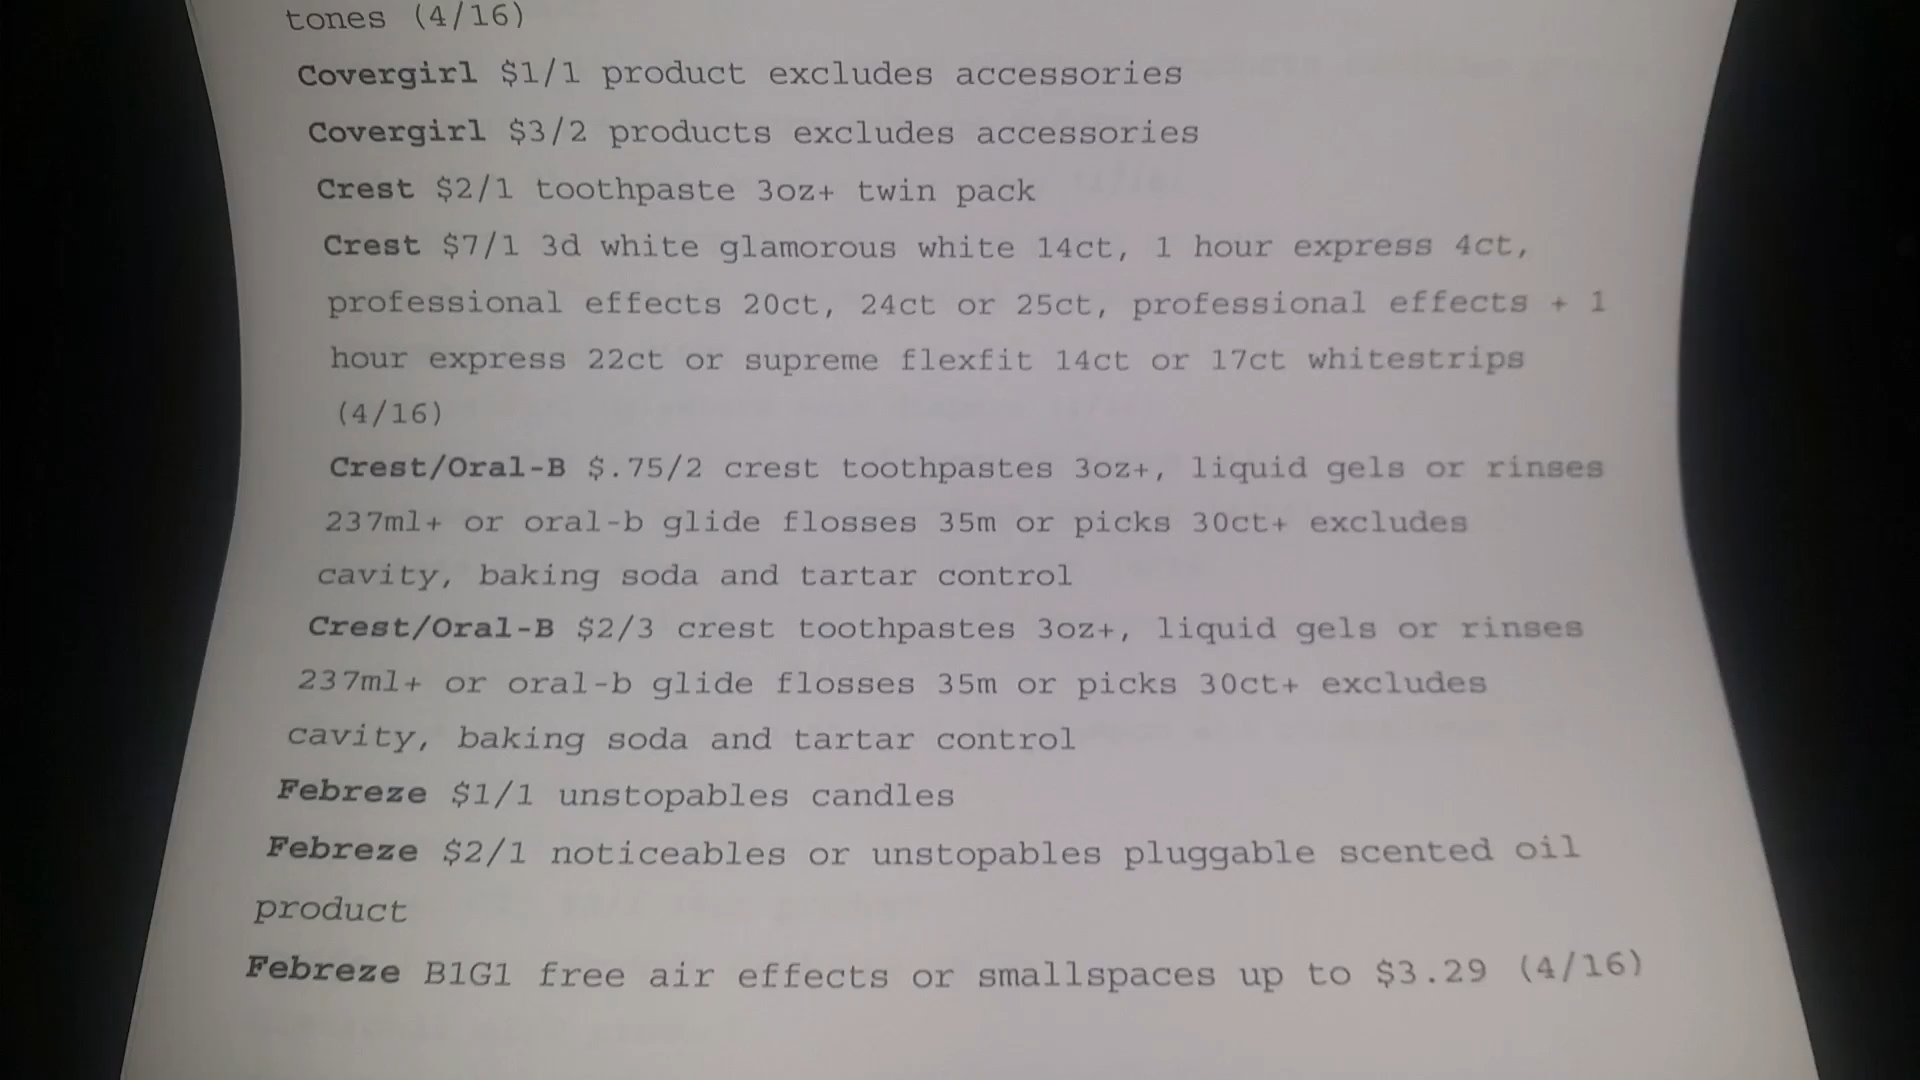 tones (4/16)
Covergirl $1/1 product excludes accessories
Covergirl $3/2 products excludes accessories
Crest $2/1 toothpaste 3oz+ twin pack
Crest $7/1 3d white glamorous white 14ct, 1 hour express 4ct,
professional effects 20ct, 24ct or 25ct, professional effects + 1
hour express 22ct or supreme flexfit 14ct or 17ct whitestrips
(4/16)
Crest/Oral-B $.75/2 crest toothpastes 3oz+, liquid gels or rinses
237ml+ or oral-b glide flosses 35m or picks 30ct+ excludes
cavity, baking soda and tartar control
Crest/Oral-B $2/3 crest toothpastes 3oz+, liquid gels or rinses
237ml+ or oral-b glide flosses 35m or picks 30ct+ excludes
cavity, baking soda and tartar control
Febreze $1/1 unstopables candles
Febreze $2/1 noticeables or unstopables pluggable scented oil
product
Febreze B1G1 free air effects or smallspaces up to $3.29 (4/16)